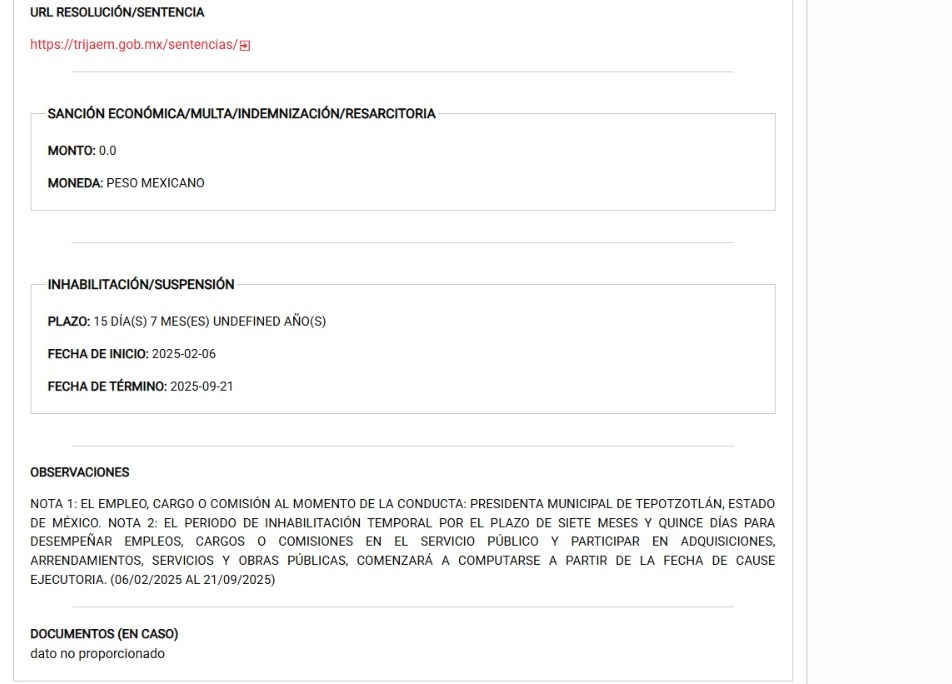 URL RESOLUCIÓN/SENTENCIA
https://trijaem.gob.mx/sentencias/
SANCIÓN ECONÓMICA/MULTA/INDEMNIZACIÓN/RESARCITORIA
MONTO: 0.0
MONEDA: PESO MEXICANO
INHABILITACIÓN/SUSPENSIÓN
PLAZO: 15 DÍA(S) 7 MES(ES) UNDEFINED AÑO(S)
FECHA DE INICIO: 2025-02-06
FECHA DE TÉRMINO: 2025-09-21
OBSERVACIONES
NOTA 1: EL EMPLEO, CARGO O COMISIÓN AL MOMENTO DE LA CONDUCTA: PRESIDENTA MUNICIPAL DE TEPOTZOTLÁN, ESTADO
DE MÉXICO. NOTA 2: EL PERIODO DE INHABILITACIÓN TEMPORAL POR EL PLAZO DE SIETE MESES Y QUINCE DÍAS PARA
DESEMPEÑAR EMPLEOS, CARGOS O COMISIONES EN EL SERVICIO PÚBLICO Y PARTICIPAR EN ADQUISICIONES,
ARRENDAMIENTOS, SERVICIOS Y OBRAS PÚBLICAS, COMENZARÁ A COMPUTARSE A PARTIR DE LA FECHA DE CAUSE
EJECUTORIA. (06/02/2025 AL 21/09/2025)
DOCUMENTOS (EN CASO)
dato no proporcionado